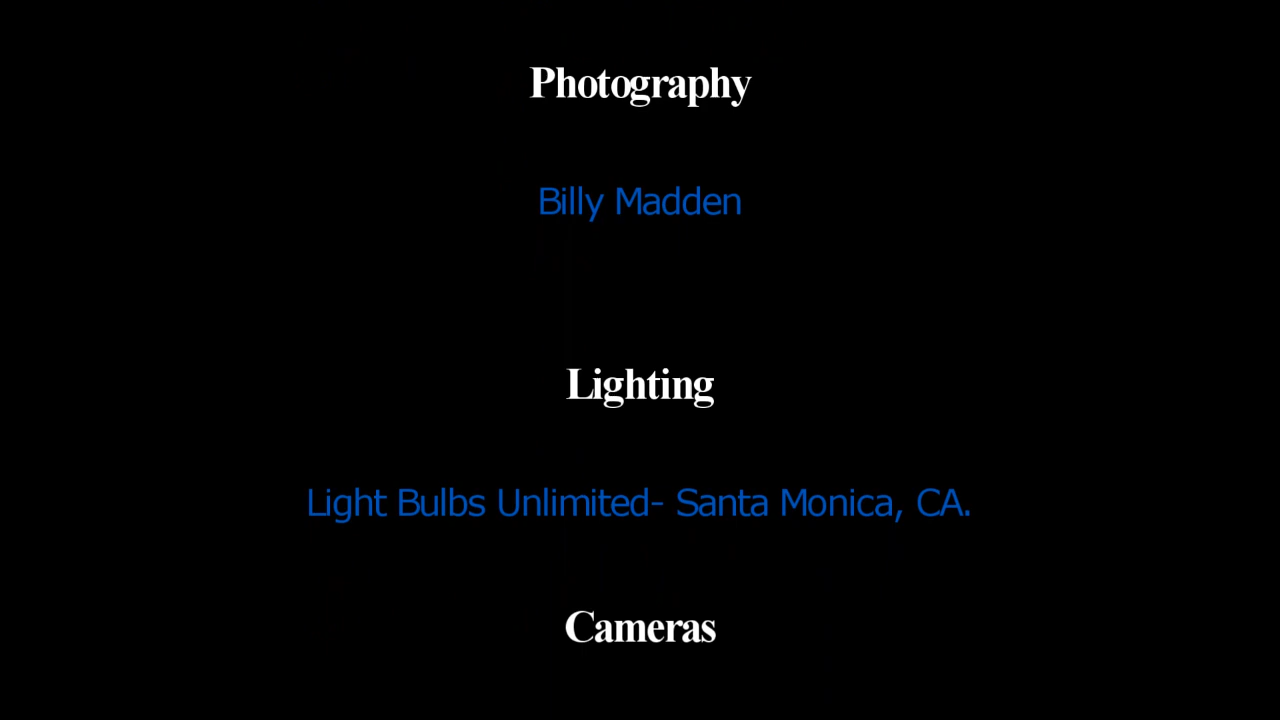 Photography
Billy Madden
Lighting
Light Bulbs Unlimited- Santa Monica, CA.
Cameras